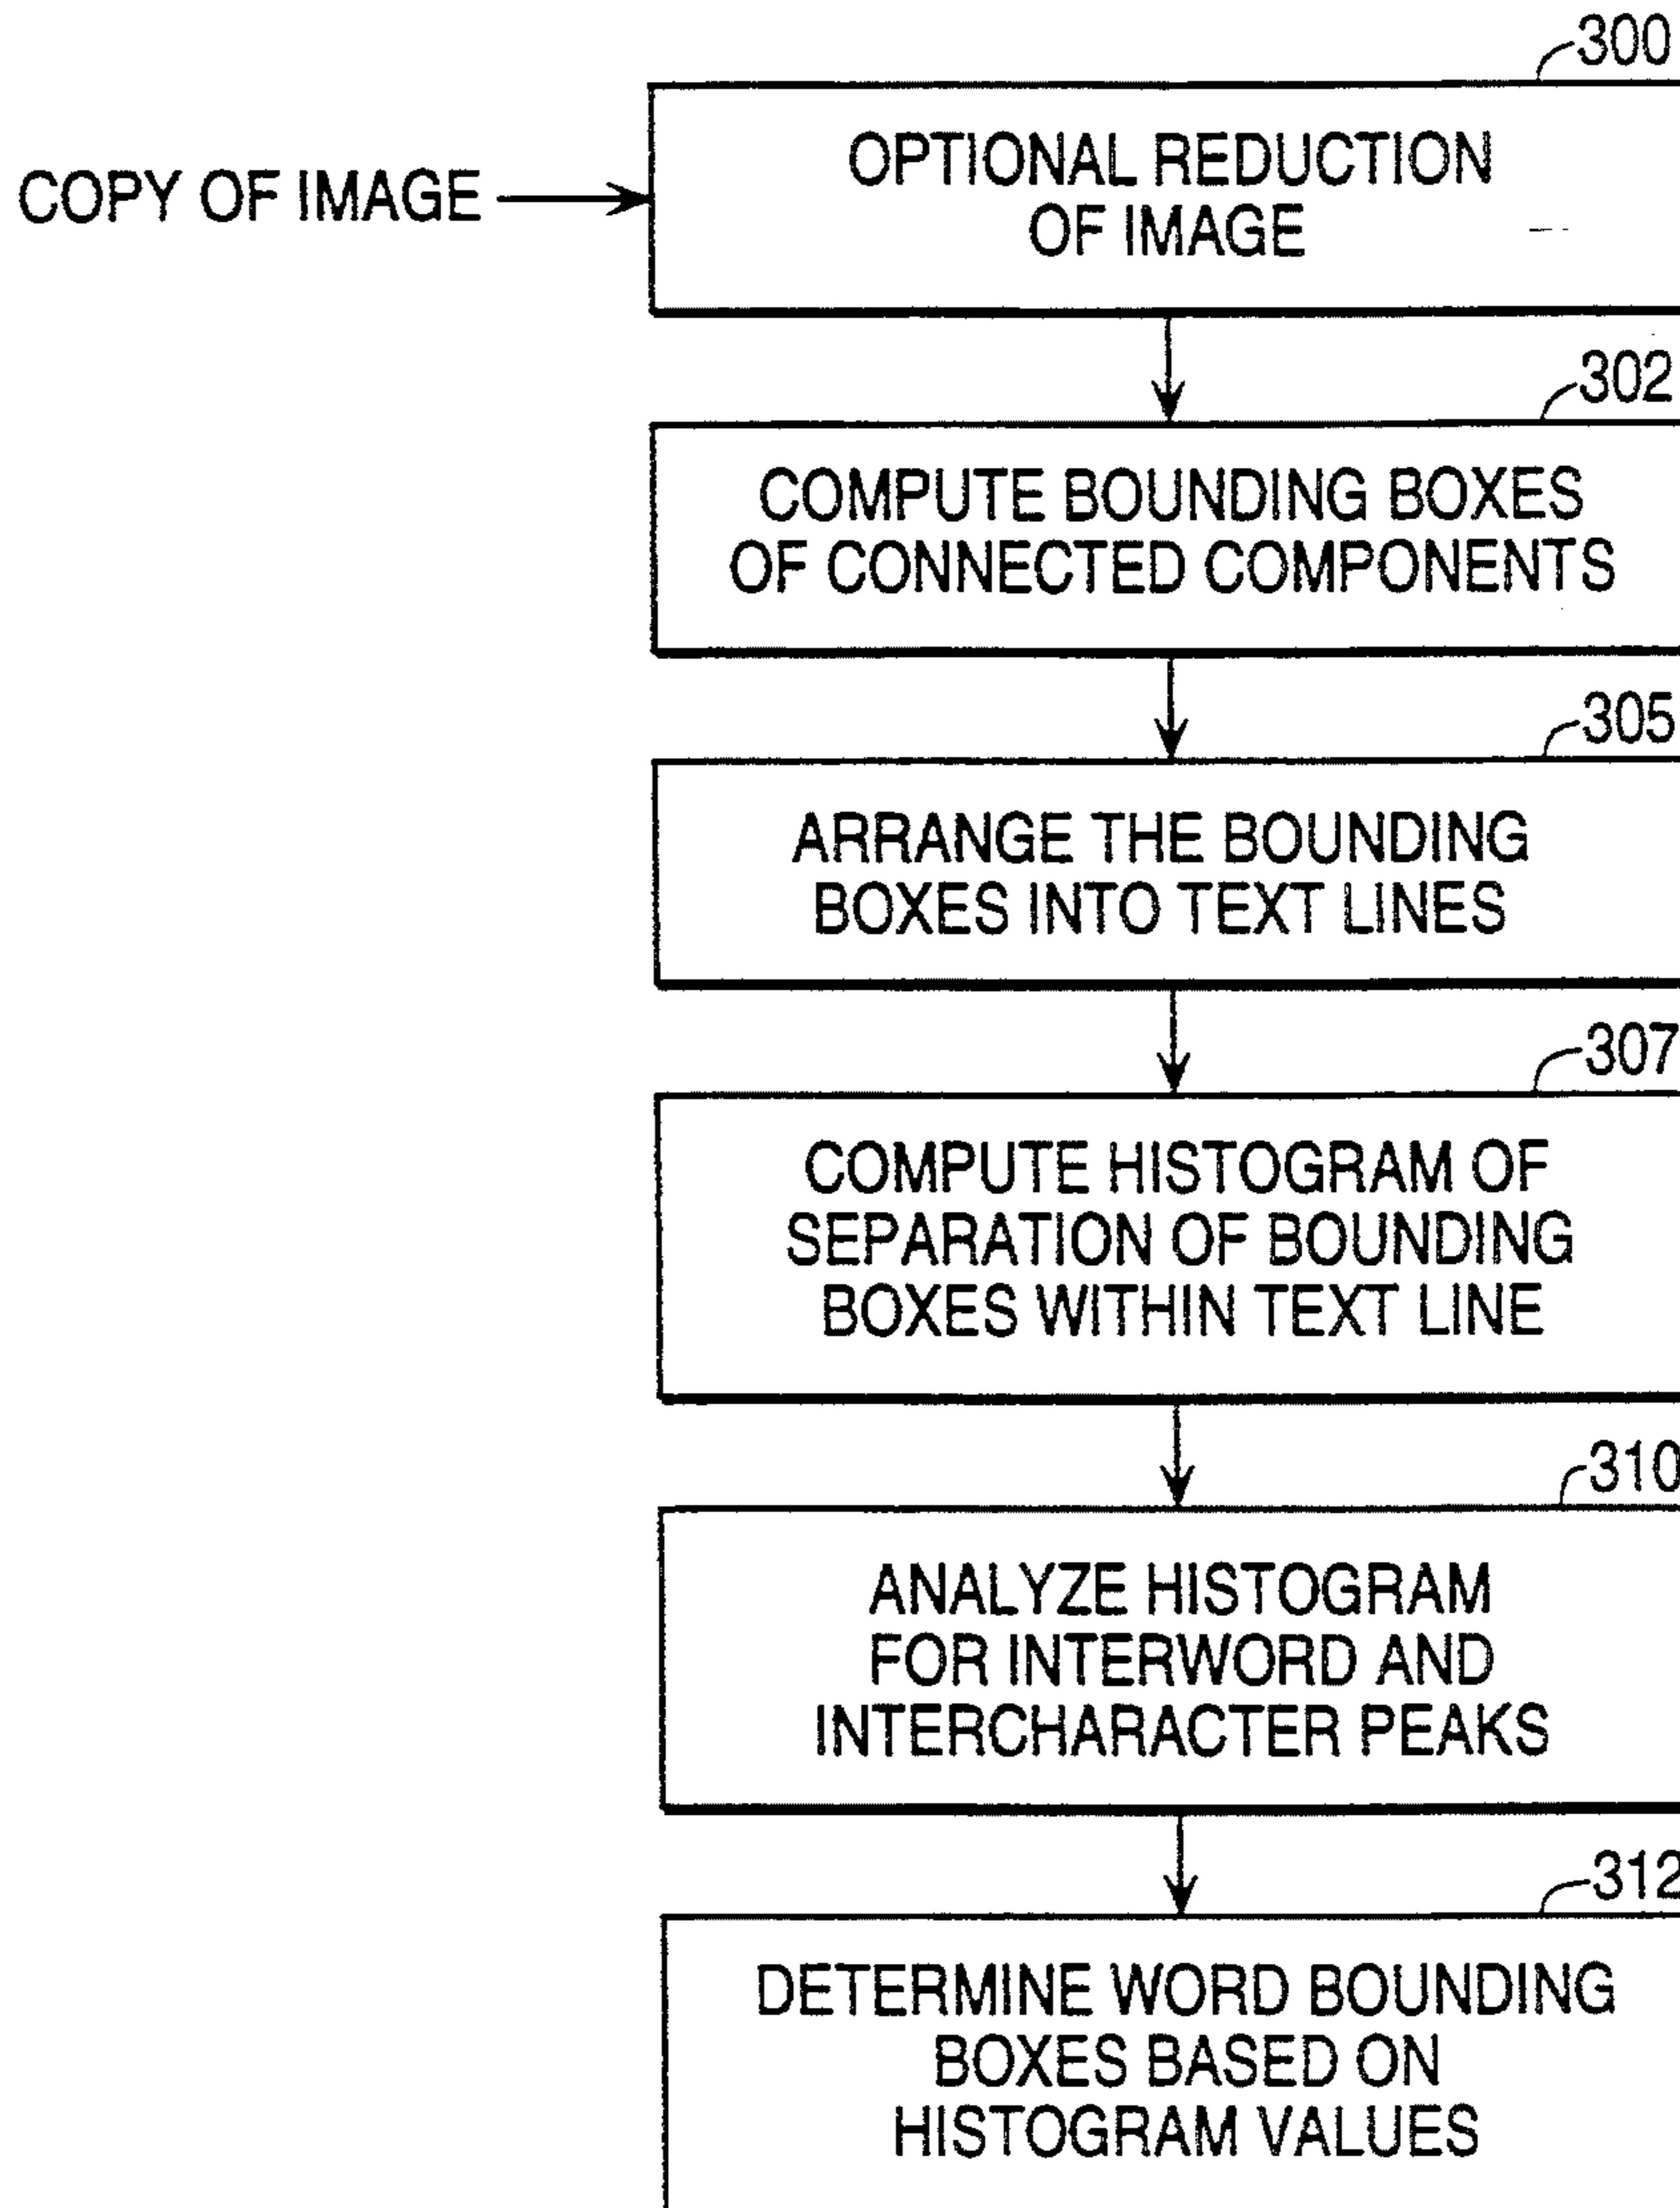 300
COPY OF IMAGE
OPTIONAL REDUCTION
OF IMAGE
302
COMPUTE BOUNDING BOXES
OF CONNECTED COMPONENTS
305
ARRANGE THE BOUNDING
BOXES INTO TEXT LINES
307
COMPUTE HISTOGRAM OF
SEPARATION OF BOUNDING
BOXES WITHIN TEXT LINE
310
ANALYZE HISTOGRAM
FOR INTERWORD AND
INTERCHARACTER PEAKS
312
DETERMINE WORD BOUNDING
BOXES BASED ON
HISTOGRAM VALUES